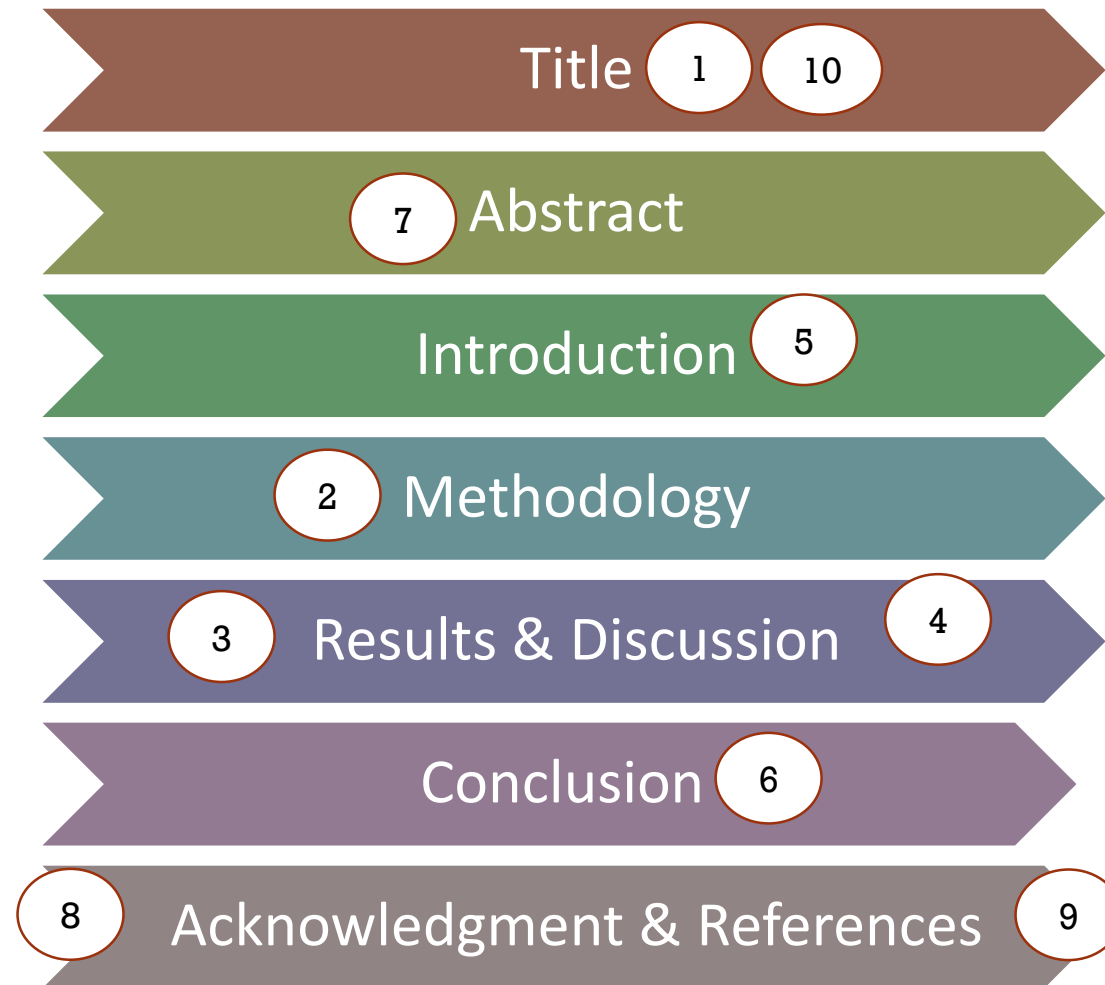 Title 1 10
7 Abstract
Introduction 5
2 Methodology
3 Results & Discussion 4
Conclusion 6
8 Acknowledgment & References 9